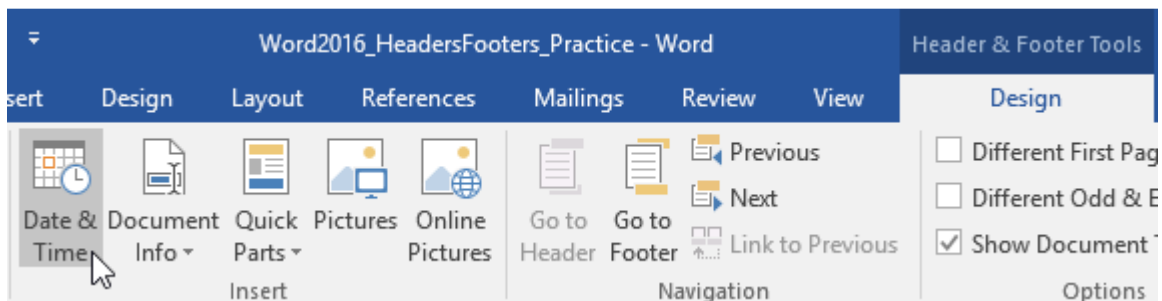 Word2016_HeadersFooters_Practice - Word
Header & Footer Tools
sert Design Layout References Mailings Review View Design
Date & Time
Document Info
Quick Parts
Pictures
Online Pictures
Insert
Go to Header
Go to Footer
Previous
Next
Link to Previous
Navigation
Different First Pag
Different Odd & E
Show Document T
Options